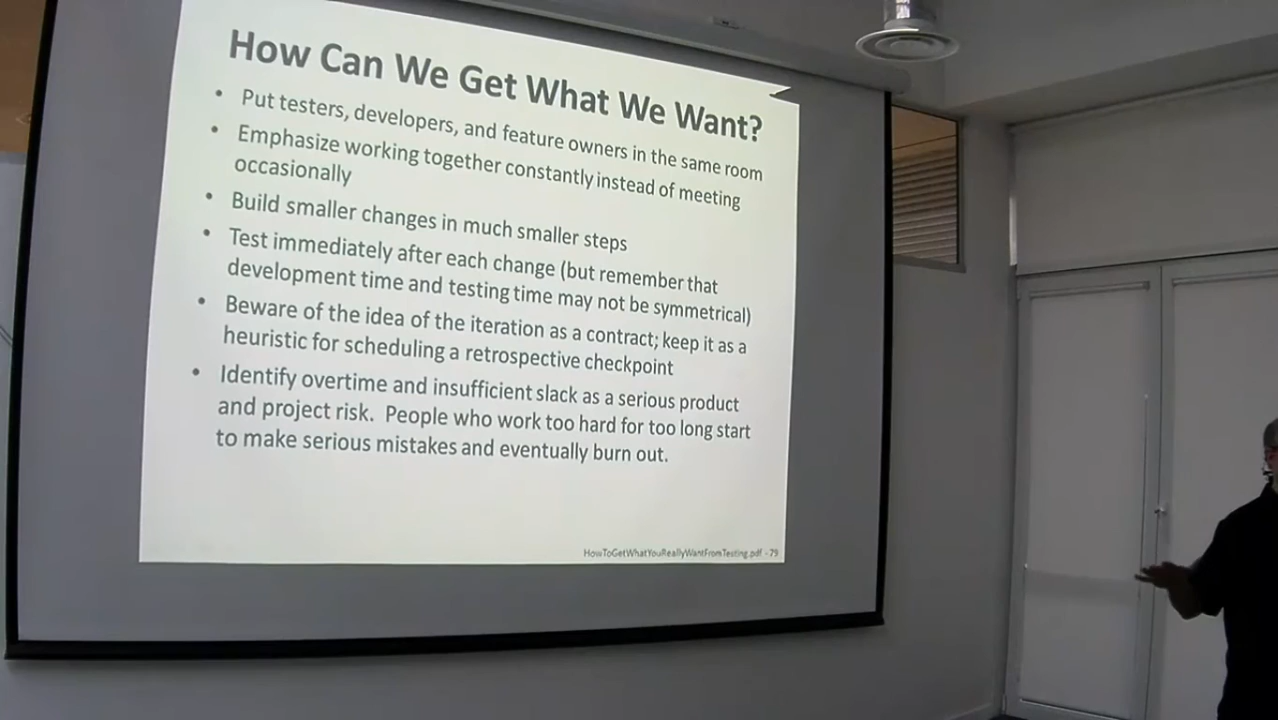 How Can We Get What We Want?
• Put testers, developers, and feature owners in the same room
• Emphasize working together constantly instead of meeting
occasionally
• Build smaller changes in much smaller steps
• Test immediately after each change (but remember that
development time and testing time may not be symmetrical)
• Beware of the idea of the iteration as a contract; keep it as a
heuristic for scheduling a retrospective checkpoint
• Identify overtime and insufficient slack as a serious product
and project risk. People who work too hard for too long start
to make serious mistakes and eventually burn out.
HowToGetWhatYouReallyWantFromTesting.pdf - 79